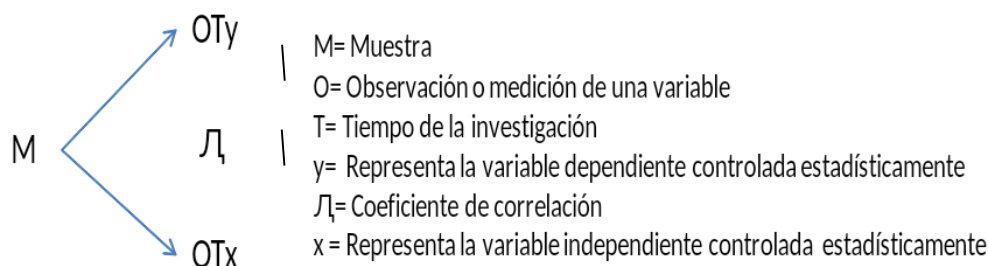 OTy
M= Muestra
O= Observación o medición de una variable
M
Л
T= Tiempo de la investigación
y= Representa la variable dependiente controlada estadísticamente
Л= Coeficiente de correlación
OTx
x = Representa la variable independiente controlada estadísticamente